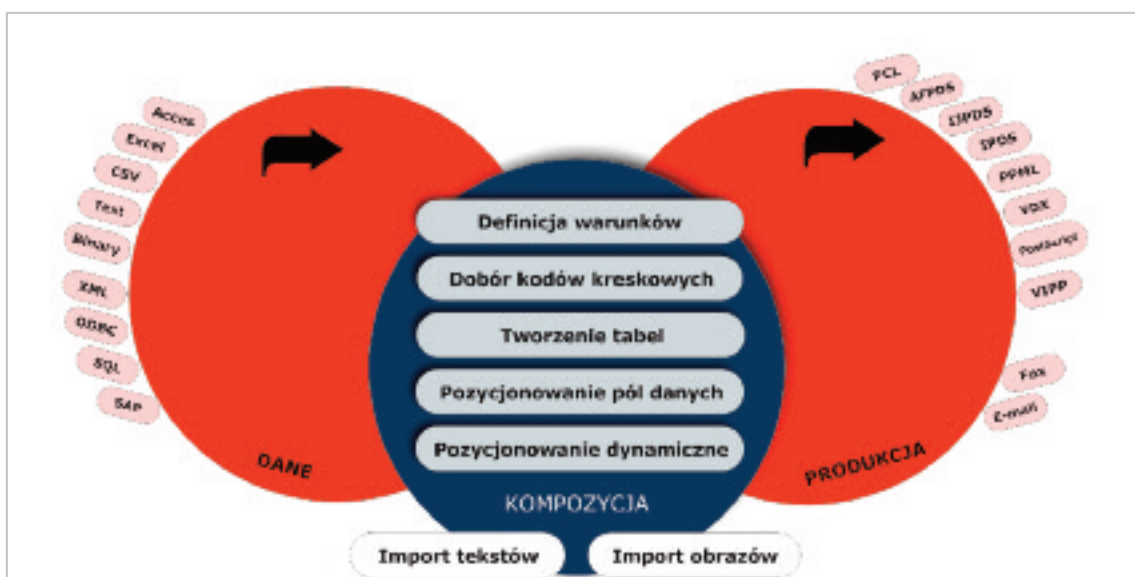 Acces
Excel
CSV
Text
Binary
XML
ODBC
SQL
SAP
DANE
Definicja warunków
Dobór kodów kreskowych
Tworzenie tabel
Pozycjonowanie pól danych
Pozycjonowanie dynamiczne
KOMPOZYCJA
Import tekstów
Import obrazów
PCL
AFPDS
IPDS
PPML
VDX
PostScript
VIPP
Fax
E-mail
PRODUKCJA